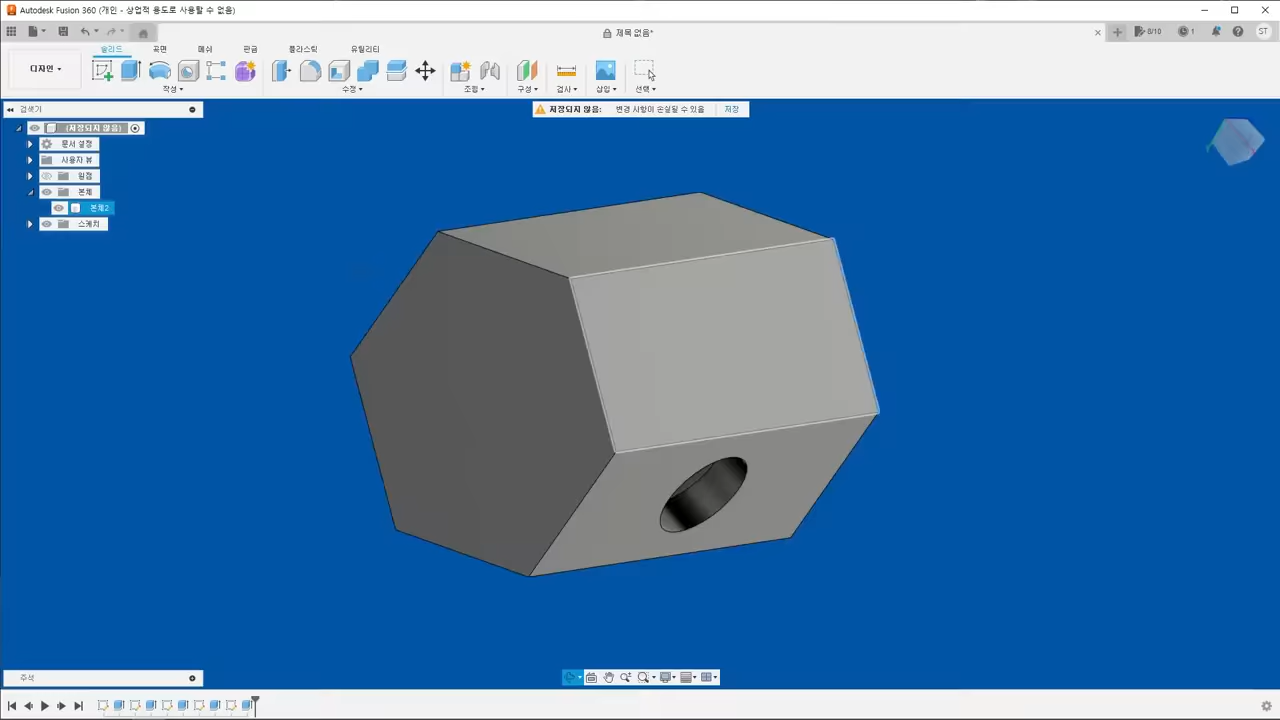 Autodesk Fusion 360 (개인 - 상업적 용도로 사용할 수 없음)
제목 없음*
8/10
1
ST
디자인
솔리드
곡면
메쉬
판금
플라스틱
유틸리티
작성
수정
조립
구성
검사
삽입
선택
검색기
저장되지 않음:
변경 사항이 손실될 수 있음
저장
(저장되지 않음)
문서 설정
사용자 뷰
원점
본체
본체2
스케치
주석